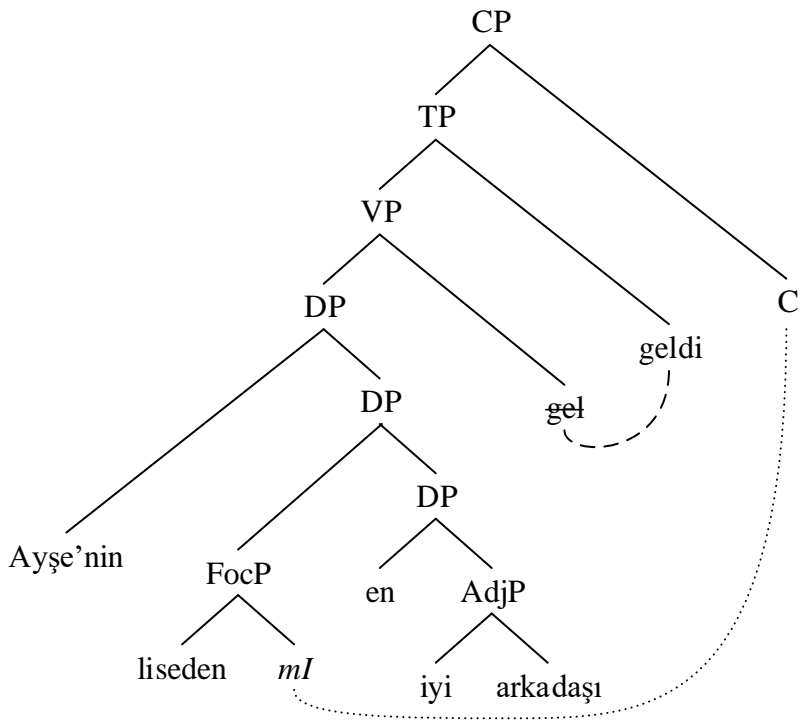 CP
TP
VP
DP
C
geldi
DP
gel
DP
Ayşe’nin
FocP
en
AdjP
liseden
mI
iyi
arkadaşı